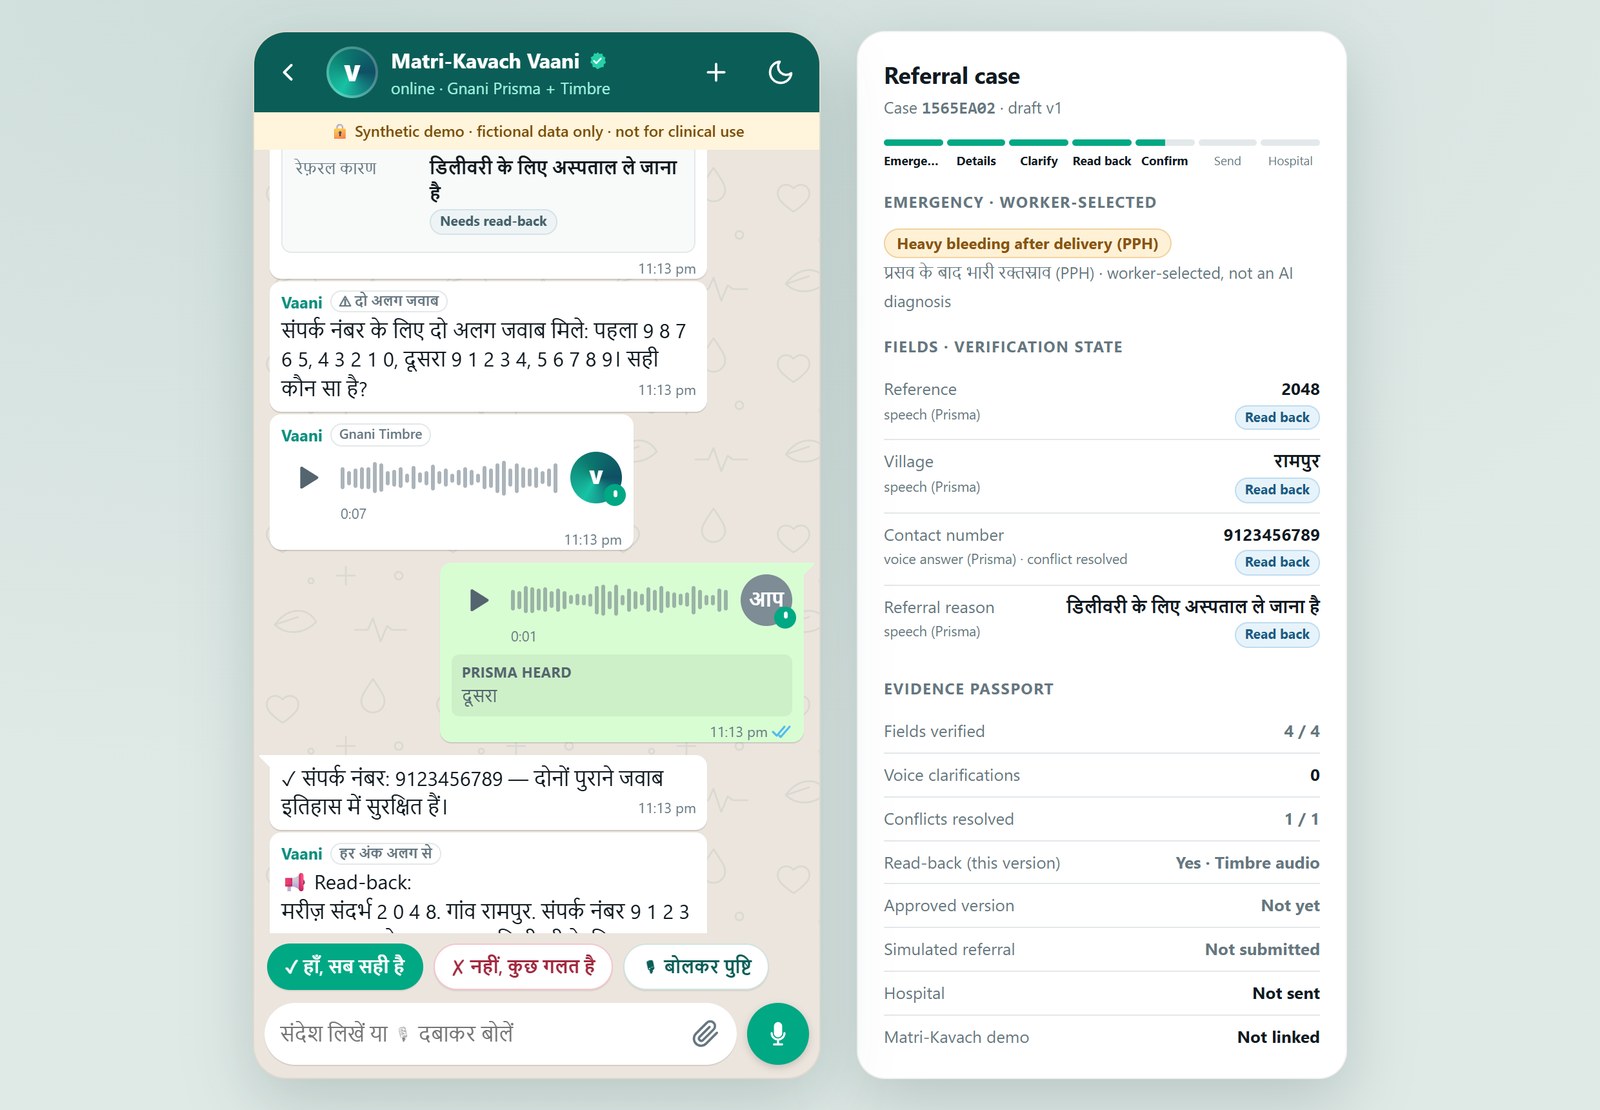 v
Matri-Kavach Vaani
online · Gnani Prisma + Timbre
🔒 Synthetic demo · fictional data only · not for clinical use
रेफ़रल कारण
डिलीवरी के लिए अस्पताल ले जाना
है
Needs read-back
11:13 pm
Vaani ⚠ दो अलग जवाब
संपर्क नंबर के लिए दो अलग जवाब मिले: पहला 9 8 7
6 5, 4 3 2 1 0, दूसरा 9 1 2 3 4, 5 6 7 8 9। सही
कौन सा है?
11:13 pm
Vaani Gnani Timbre
v
0:07
11:13 pm
आप
0:01
PRISMA HEARD
दूसरा
11:13 pm
✓ संपर्क नंबर: 9123456789 — दोनों पुराने जवाब
इतिहास में सुरक्षित हैं।
11:13 pm
Vaani हर अंक अलग से
📢 Read-back:
मरीज़ संदर्भ 2 0 4 8. गांव रामपुर. संपर्क नंबर 9 1 2 3
✓ हाँ, सब सही है
✗ नहीं, कुछ गलत है
🎙 बोलकर पुष्टि
संदेश लिखें या 🎙 दबाकर बोलें
Referral case
Case 1565EA02 · draft v1
Emerge... Details Clarify Read back Confirm Send Hospital
EMERGENCY · WORKER-SELECTED
Heavy bleeding after delivery (PPH)
प्रसव के बाद भारी रक्तस्राव (PPH) · worker-selected, not an AI
diagnosis
FIELDS · VERIFICATION STATE
Reference 2048
speech (Prisma) Read back
Village रामपुर
speech (Prisma) Read back
Contact number 9123456789
voice answer (Prisma) · conflict resolved Read back
Referral reason डिलीवरी के लिए अस्पताल ले जाना है
speech (Prisma) Read back
EVIDENCE PASSPORT
Fields verified 4 / 4
Voice clarifications 0
Conflicts resolved 1 / 1
Read-back (this version) Yes · Timbre audio
Approved version Not yet
Simulated referral Not submitted
Hospital Not sent
Matri-Kavach demo Not linked